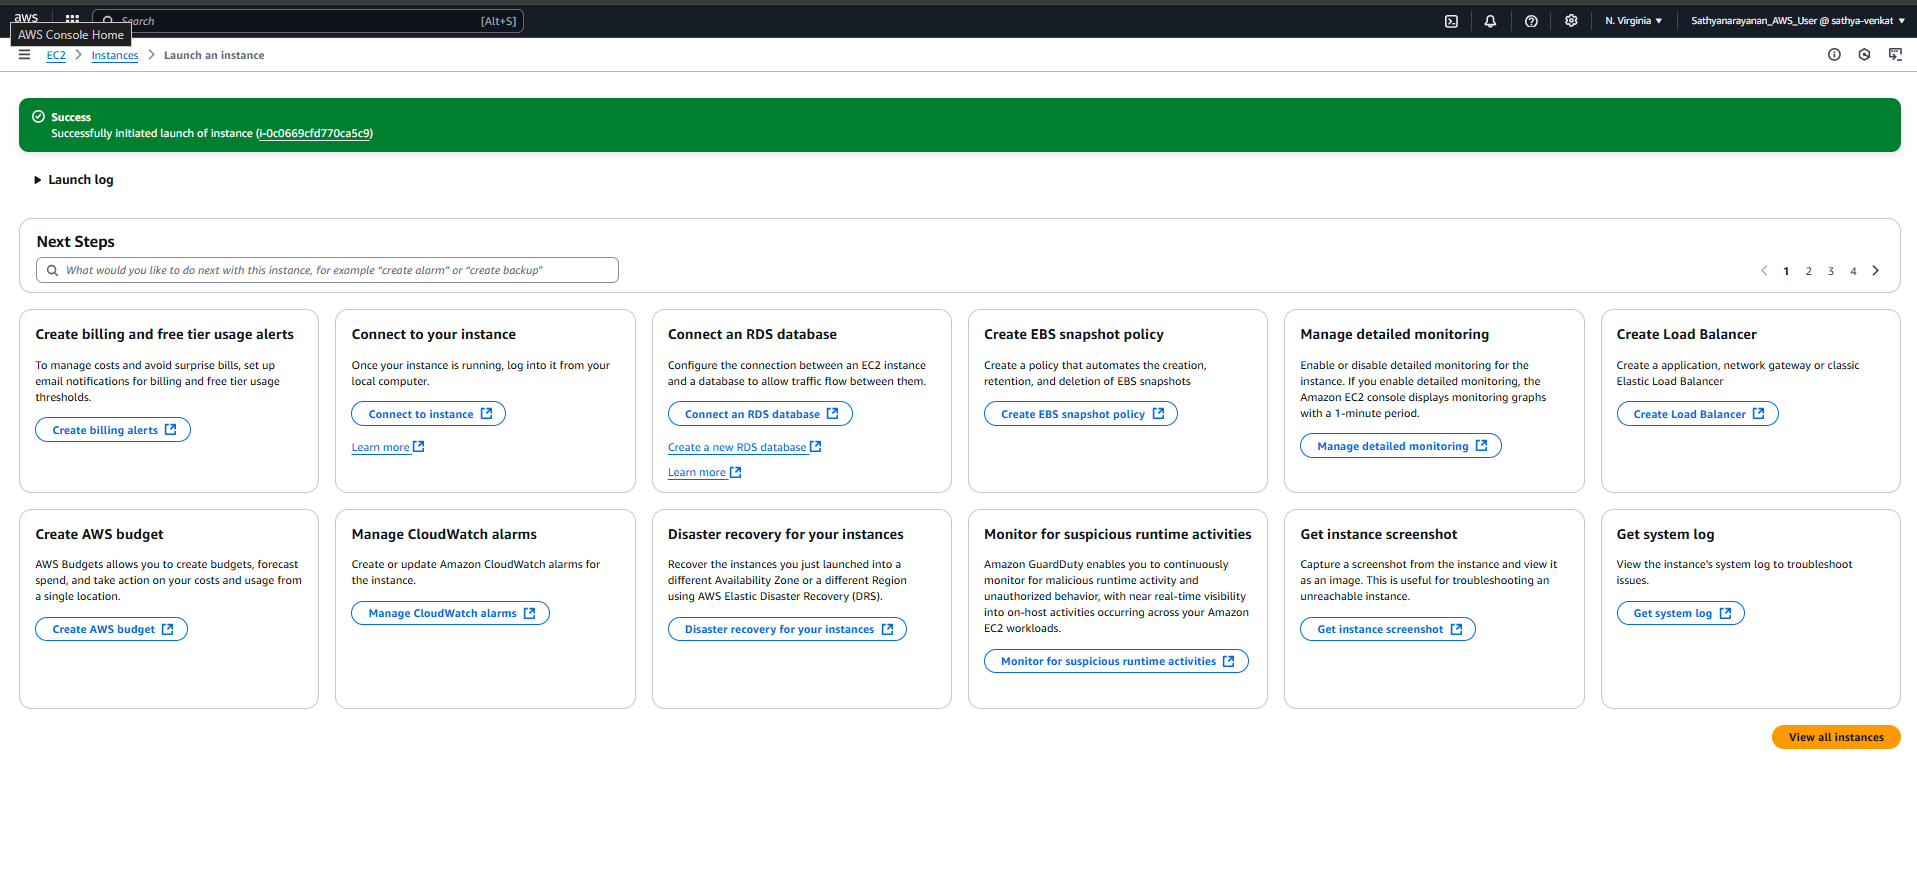 aws
Search
[Alt+S]
N. Virginia
Sathyanarayanan_AWS_User @ sathya-venkat
AWS Console Home
EC2
Instances
Launch an instance
Success
Successfully initiated launch of instance (i-0c0669cfd770ca5c9)
Launch log
Next Steps
What would you like to do next with this instance, for example “create alarm” or “create backup”
1
2
3
4
Create billing and free tier usage alerts
To manage costs and avoid surprise bills, set up
email notifications for billing and free tier usage
thresholds.
Create billing alerts
Connect to your instance
Once your instance is running, log into it from your
local computer.
Connect to instance
Learn more
Connect an RDS database
Configure the connection between an EC2 instance
and a database to allow traffic flow between them.
Connect an RDS database
Create a new RDS database
Learn more
Create EBS snapshot policy
Create a policy that automates the creation,
retention, and deletion of EBS snapshots
Create EBS snapshot policy
Manage detailed monitoring
Enable or disable detailed monitoring for the
instance. If you enable detailed monitoring, the
Amazon EC2 console displays monitoring graphs
with a 1-minute period.
Manage detailed monitoring
Create Load Balancer
Create a application, network gateway or classic
Elastic Load Balancer
Create Load Balancer
Create AWS budget
AWS Budgets allows you to create budgets, forecast
spend, and take action on your costs and usage from
a single location.
Create AWS budget
Manage CloudWatch alarms
Create or update Amazon CloudWatch alarms for
the instance.
Manage CloudWatch alarms
Disaster recovery for your instances
Recover the instances you just launched into a
different Availability Zone or a different Region
using AWS Elastic Disaster Recovery (DRS).
Disaster recovery for your instances
Monitor for suspicious runtime activities
Amazon GuardDuty enables you to continuously
monitor for malicious runtime activity and
unauthorized behavior, with near real-time visibility
into on-host activities occurring across your Amazon
EC2 workloads.
Monitor for suspicious runtime activities
Get instance screenshot
Capture a screenshot from the instance and view it
as an image. This is useful for troubleshooting an
unreachable instance.
Get instance screenshot
Get system log
View the instance's system log to troubleshoot
issues.
Get system log
View all instances